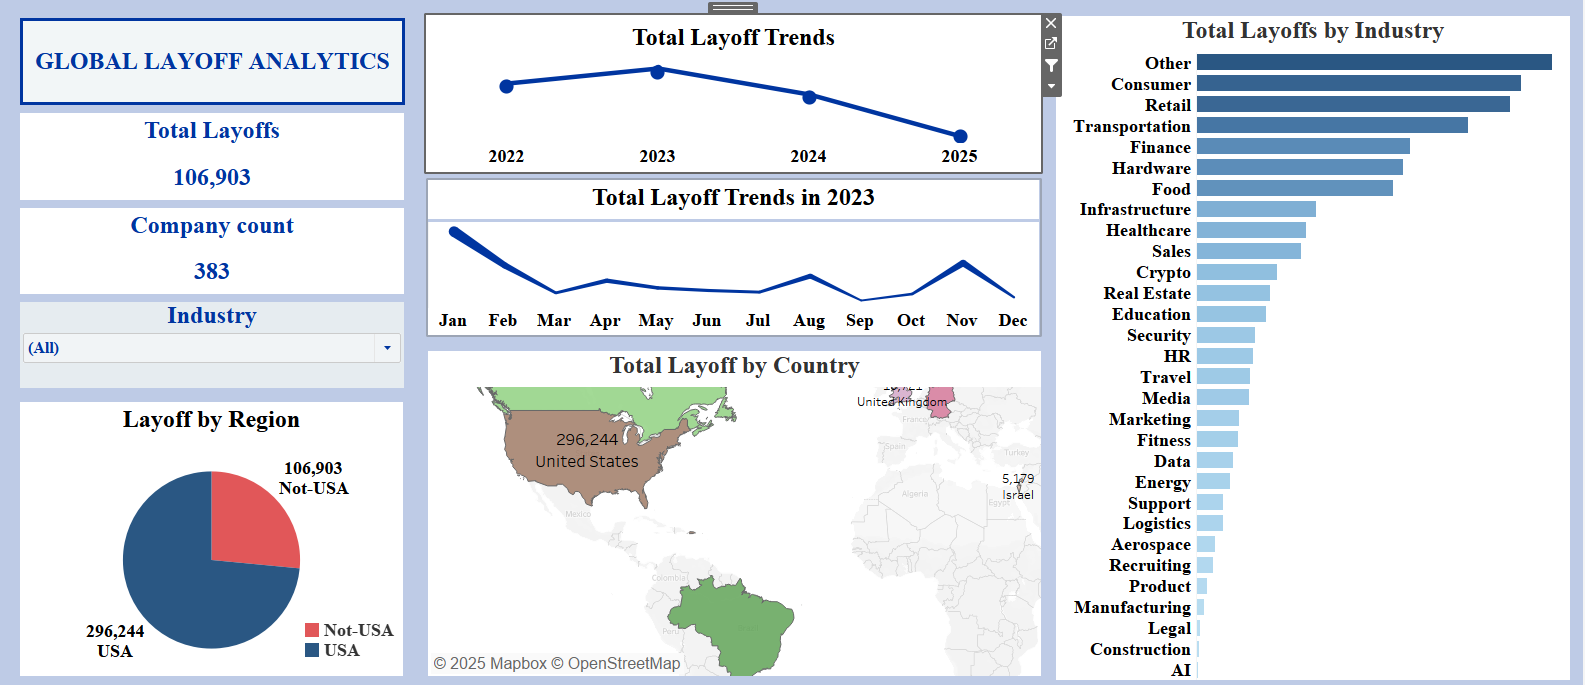 GLOBAL LAYOFF ANALYTICS
Total Layoffs
106,903
Company count
383
Industry
(All)
Layoff by Region
106,903
Not-USA
296,244
USA
Not-USA
USA
Total Layoff Trends
2022 2023 2024 2025
Total Layoff Trends in 2023
Jan Feb Mar Apr May Jun Jul Aug Sep Oct Nov Dec
Total Layoff by Country
296,244
United States
United Kingdom
France
Spain
Turkey
5,179
Israel
Algeria
Egypt
Mexico
Colombia
Peru
© 2025 Mapbox © OpenStreetMap
Total Layoffs by Industry
Other
Consumer
Retail
Transportation
Finance
Hardware
Food
Infrastructure
Healthcare
Sales
Crypto
Real Estate
Education
Security
HR
Travel
Media
Marketing
Fitness
Data
Energy
Support
Logistics
Aerospace
Recruiting
Product
Manufacturing
Legal
Construction
AI